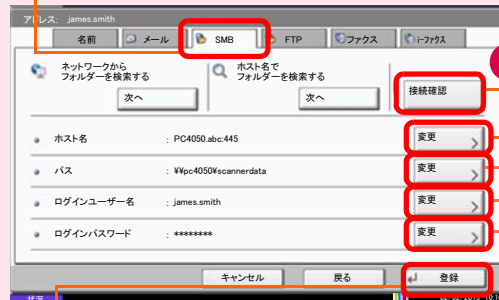 アドレス: james.smith
名前 メール SMB FTP ファクス i-ファクス
ネットワークから
フォルダーを検索する
次へ
ホスト名で
フォルダーを検索する
次へ
接続確認
ホスト名 : PC4050.abc:445 変更
パス : ¥¥pc4050¥scannerdata 変更
ログインユーザー名 : james.smith 変更
ログインパスワード : ******** 変更
キャンセル 戻る 登録
状況